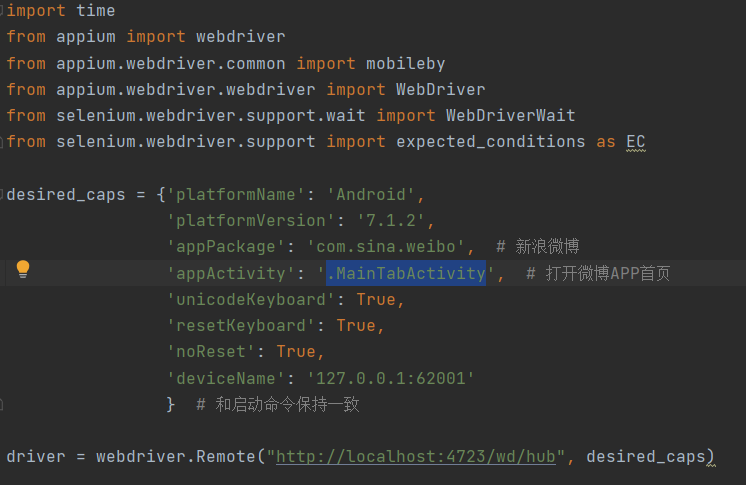 import time
from appium import webdriver
from appium.webdriver.common import mobileby
from appium.webdriver.webdriver import WebDriver
from selenium.webdriver.support.wait import WebDriverWait
from selenium.webdriver.support import expected_conditions as EC
desired_caps = {'platformName': 'Android',
'platformVersion': '7.1.2',
'appPackage': 'com.sina.weibo',  # 新浪微博
'appActivity': '.MainTabActivity',  # 打开微博APP首页
'unicodeKeyboard': True,
'resetKeyboard': True,
'noReset': True,
'deviceName': '127.0.0.1:62001'
}  # 和启动命令保持一致
driver = webdriver.Remote("http://localhost:4723/wd/hub", desired_caps)